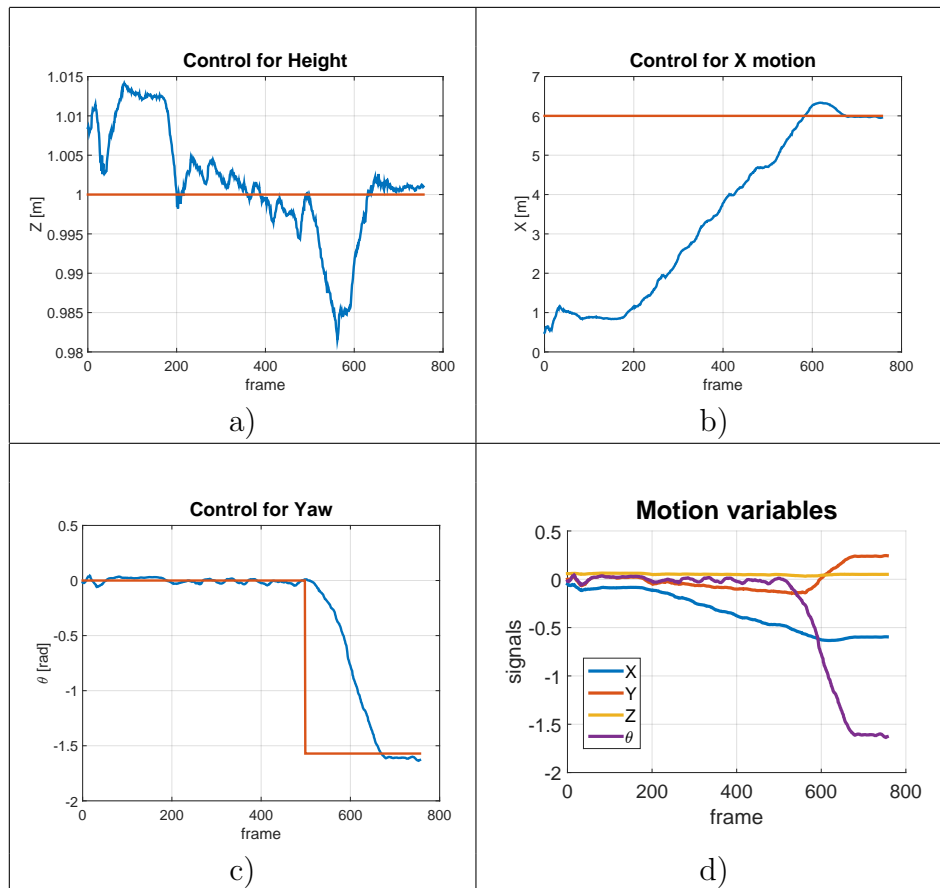 Control for Height
1.015
1.01
1.005
1
0.995
0.99
0.985
0.98
Z [m]
0 200 400 600 800
frame
a)
Control for X motion
7
6
5
4
3
2
1
0
X [m]
0 200 400 600 800
frame
b)
Control for Yaw
0.5
0
-0.5
-1
-1.5
-2
θ [rad]
0 200 400 600 800
frame
c)
Motion variables
0.5
0
-0.5
-1
-1.5
-2
signals
X
Y
Z
θ
0 200 400 600 800
frame
d)